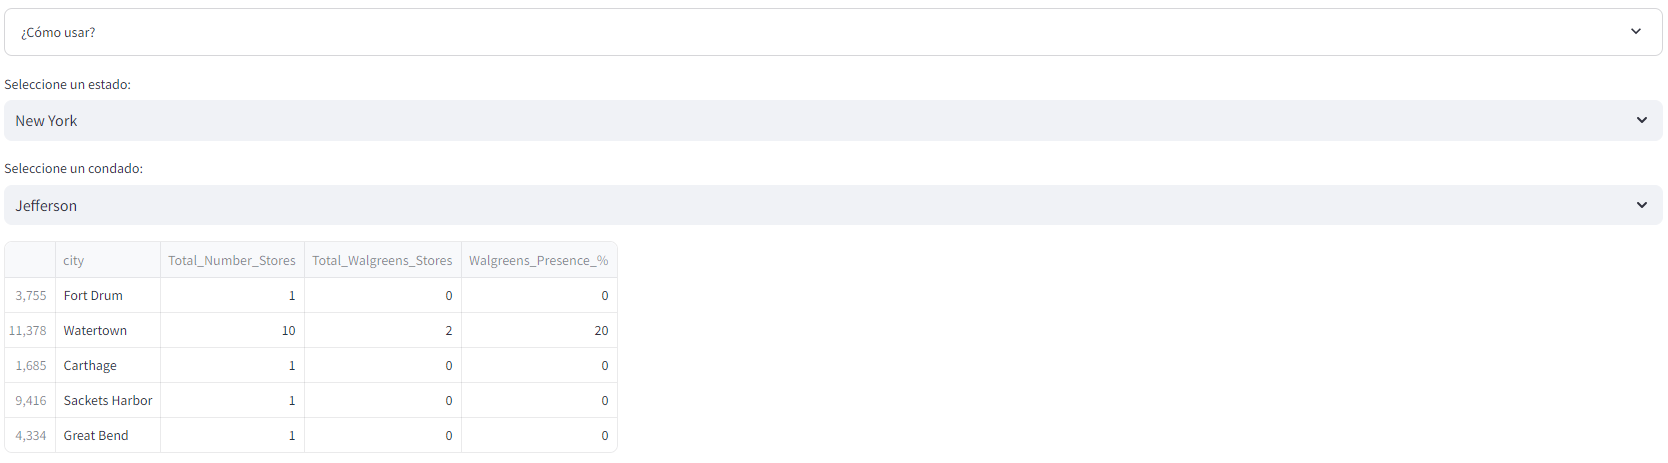 ¿Cómo usar?
Seleccione un estado:
New York
Seleccione un condado:
Jefferson
city Total_Number_Stores Total_Walgreens_Stores Walgreens_Presence_%
3,755 Fort Drum 1 0 0
11,378 Watertown 10 2 20
1,685 Carthage 1 0 0
9,416 Sackets Harbor 1 0 0
4,334 Great Bend 1 0 0